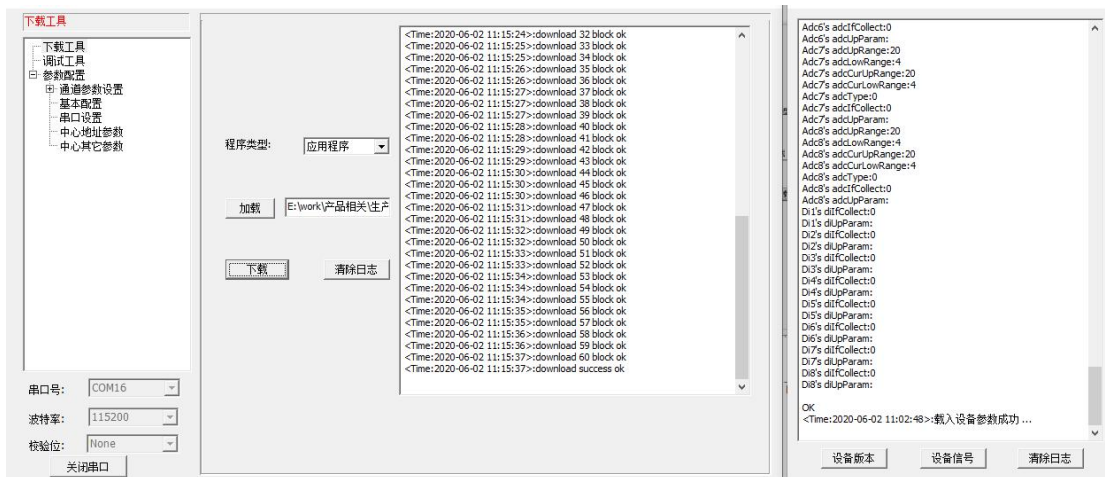 下载工具
下载工具
调试工具
参数配置
通道参数设置
基本配置
串口设置
中心地址参数
中心其它参数
串口号:
COM16
波特率:
115200
校验位:
None
关闭串口
程序类型:
应用程序
加载
E:\work\产品相关\生产
下载
清除日志
<Time:2020-06-02 11:15:24>:download 32 block ok
<Time:2020-06-02 11:15:25>:download 33 block ok
<Time:2020-06-02 11:15:25>:download 34 block ok
<Time:2020-06-02 11:15:26>:download 35 block ok
<Time:2020-06-02 11:15:26>:download 36 block ok
<Time:2020-06-02 11:15:27>:download 37 block ok
<Time:2020-06-02 11:15:27>:download 38 block ok
<Time:2020-06-02 11:15:27>:download 39 block ok
<Time:2020-06-02 11:15:28>:download 40 block ok
<Time:2020-06-02 11:15:28>:download 41 block ok
<Time:2020-06-02 11:15:29>:download 42 block ok
<Time:2020-06-02 11:15:29>:download 43 block ok
<Time:2020-06-02 11:15:30>:download 44 block ok
<Time:2020-06-02 11:15:30>:download 45 block ok
<Time:2020-06-02 11:15:30>:download 46 block ok
<Time:2020-06-02 11:15:31>:download 47 block ok
<Time:2020-06-02 11:15:31>:download 48 block ok
<Time:2020-06-02 11:15:32>:download 49 block ok
<Time:2020-06-02 11:15:32>:download 50 block ok
<Time:2020-06-02 11:15:33>:download 51 block ok
<Time:2020-06-02 11:15:33>:download 52 block ok
<Time:2020-06-02 11:15:34>:download 53 block ok
<Time:2020-06-02 11:15:34>:download 54 block ok
<Time:2020-06-02 11:15:34>:download 55 block ok
<Time:2020-06-02 11:15:35>:download 56 block ok
<Time:2020-06-02 11:15:35>:download 57 block ok
<Time:2020-06-02 11:15:36>:download 58 block ok
<Time:2020-06-02 11:15:36>:download 59 block ok
<Time:2020-06-02 11:15:37>:download 60 block ok
<Time:2020-06-02 11:15:37>:download success ok
Adc6's adcIfCollect:0
Adc6's adcUpParam:
Adc7's adcUpRange:20
Adc7's adcLowRange:4
Adc7's adcCurUpRange:20
Adc7's adcCurLowRange:4
Adc7's adcType:0
Adc7's adcIfCollect:0
Adc7's adcUpParam:
Adc8's adcUpRange:20
Adc8's adcLowRange:4
Adc8's adcCurUpRange:20
Adc8's adcCurLowRange:4
Adc8's adcType:0
Adc8's adcIfCollect:0
Adc8's adcUpParam:
Di1's diIfCollect:0
Di1's diUpParam:
Di2's diIfCollect:0
Di2's diUpParam:
Di3's diIfCollect:0
Di3's diUpParam:
Di4's diIfCollect:0
Di4's diUpParam:
Di5's diIfCollect:0
Di5's diUpParam:
Di6's diIfCollect:0
Di6's diUpParam:
Di7's diIfCollect:0
Di7's diUpParam:
Di8's diIfCollect:0
Di8's diUpParam:
OK
<Time:2020-06-02 11:02:48>:载入设备参数成功 ...
设备版本
设备信号
清除日志